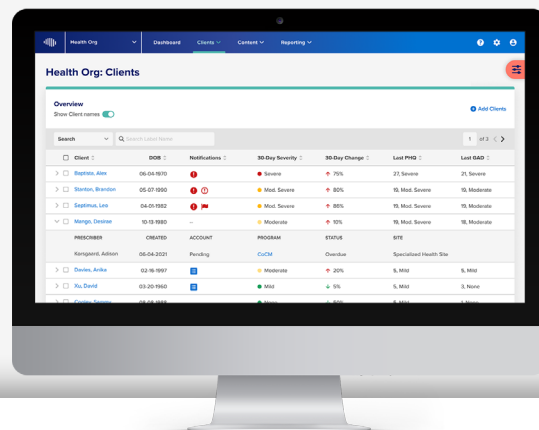 Health Org Dashboard Clients Content Reporting
Health Org: Clients
Overview
Show Client names
Add Clients
Search Search Label Name 1 of 3
Client DOB Notifications 30-Day Severity 30-Day Change Last PHQ Last GAD
Baptista, Alex 06-04-1970 Severe 75% 27, Severe 21, Severe
Stanton, Brandon 05-07-1990 Mod. Severe 80% 19, Mod. Severe 19, Moderate
Septimus, Lee 04-01-1982 Mod. Severe 86% 19, Mod. Severe 19, Moderate
Mango, Desirae 10-13-1980 -- Moderate 10% 19, Mod. Severe 18, Moderate
PRESCRIBER CREATED ACCOUNT PROGRAM STATUS SITE
Korsgaard, Adison 06-04-2021 Pending CoCM Overdue Specialized Health Site
Davies, Anika 02-16-1997 Moderate 20% 5, Mild 5, Mild
Xu, David 03-20-1960 Mild 5% 5, Mild 3, None